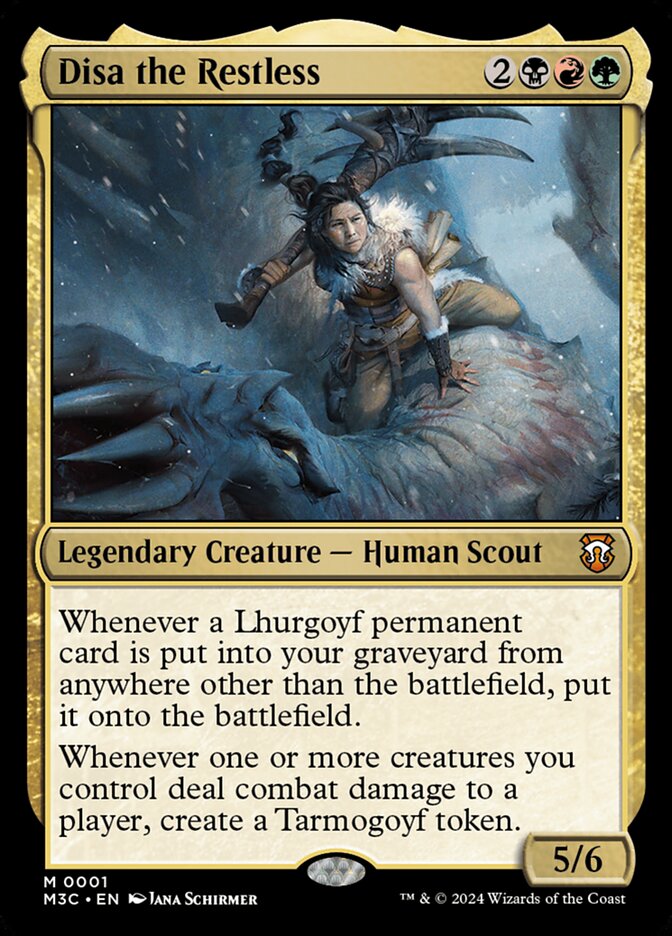 Disa the Restless 2
Legendary Creature — Human Scout
Whenever a Lhurgoyf permanent
card is put into your graveyard from
anywhere other than the battlefield, put
it onto the battlefield.
Whenever one or more creatures you
control deal combat damage to a
player, create a Tarmogoyf token.
5/6
M 0001
M3C • EN Jana Schirmer ™ & © 2024 Wizards of the Coast